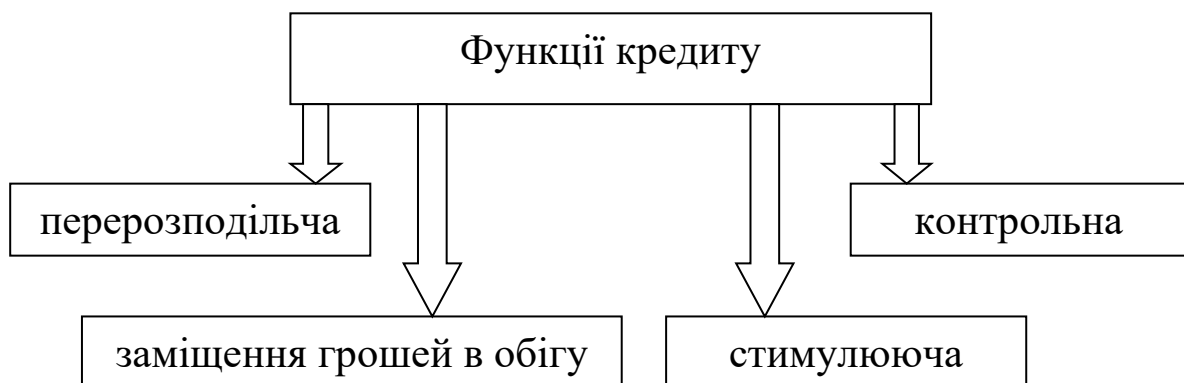 Функції кредиту
перерозподільча
контрольна
заміщення грошей в обігу
стимулююча